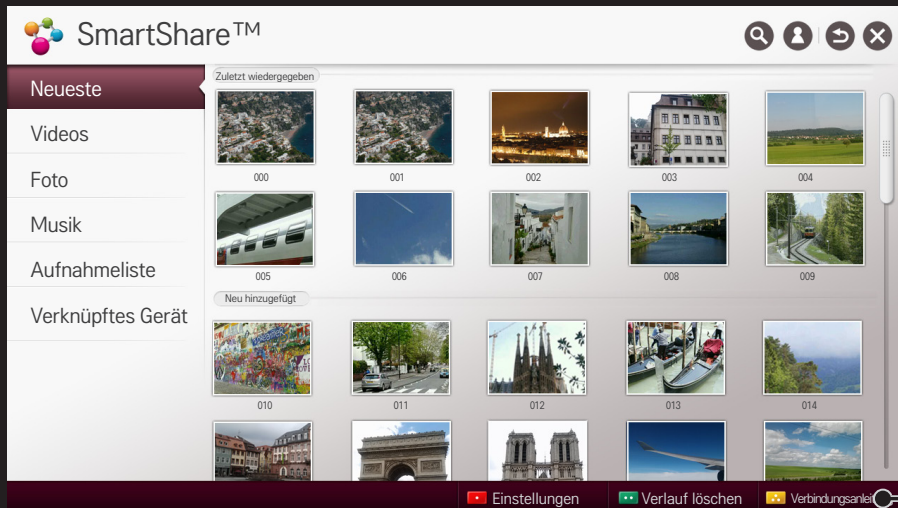 SmartShare™
Neueste
Videos
Foto
Musik
Aufnahmeliste
Verknüpftes Gerät
Zuletzt wiedergegeben
000 001 002 003 004
005 006 007 008 009
Neu hinzugefügt
010 011 012 013 014
Einstellungen Verlauf löschen